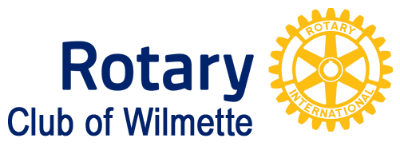 Rotary
Club of Wilmette
ROTARY
INTERNATIONAL